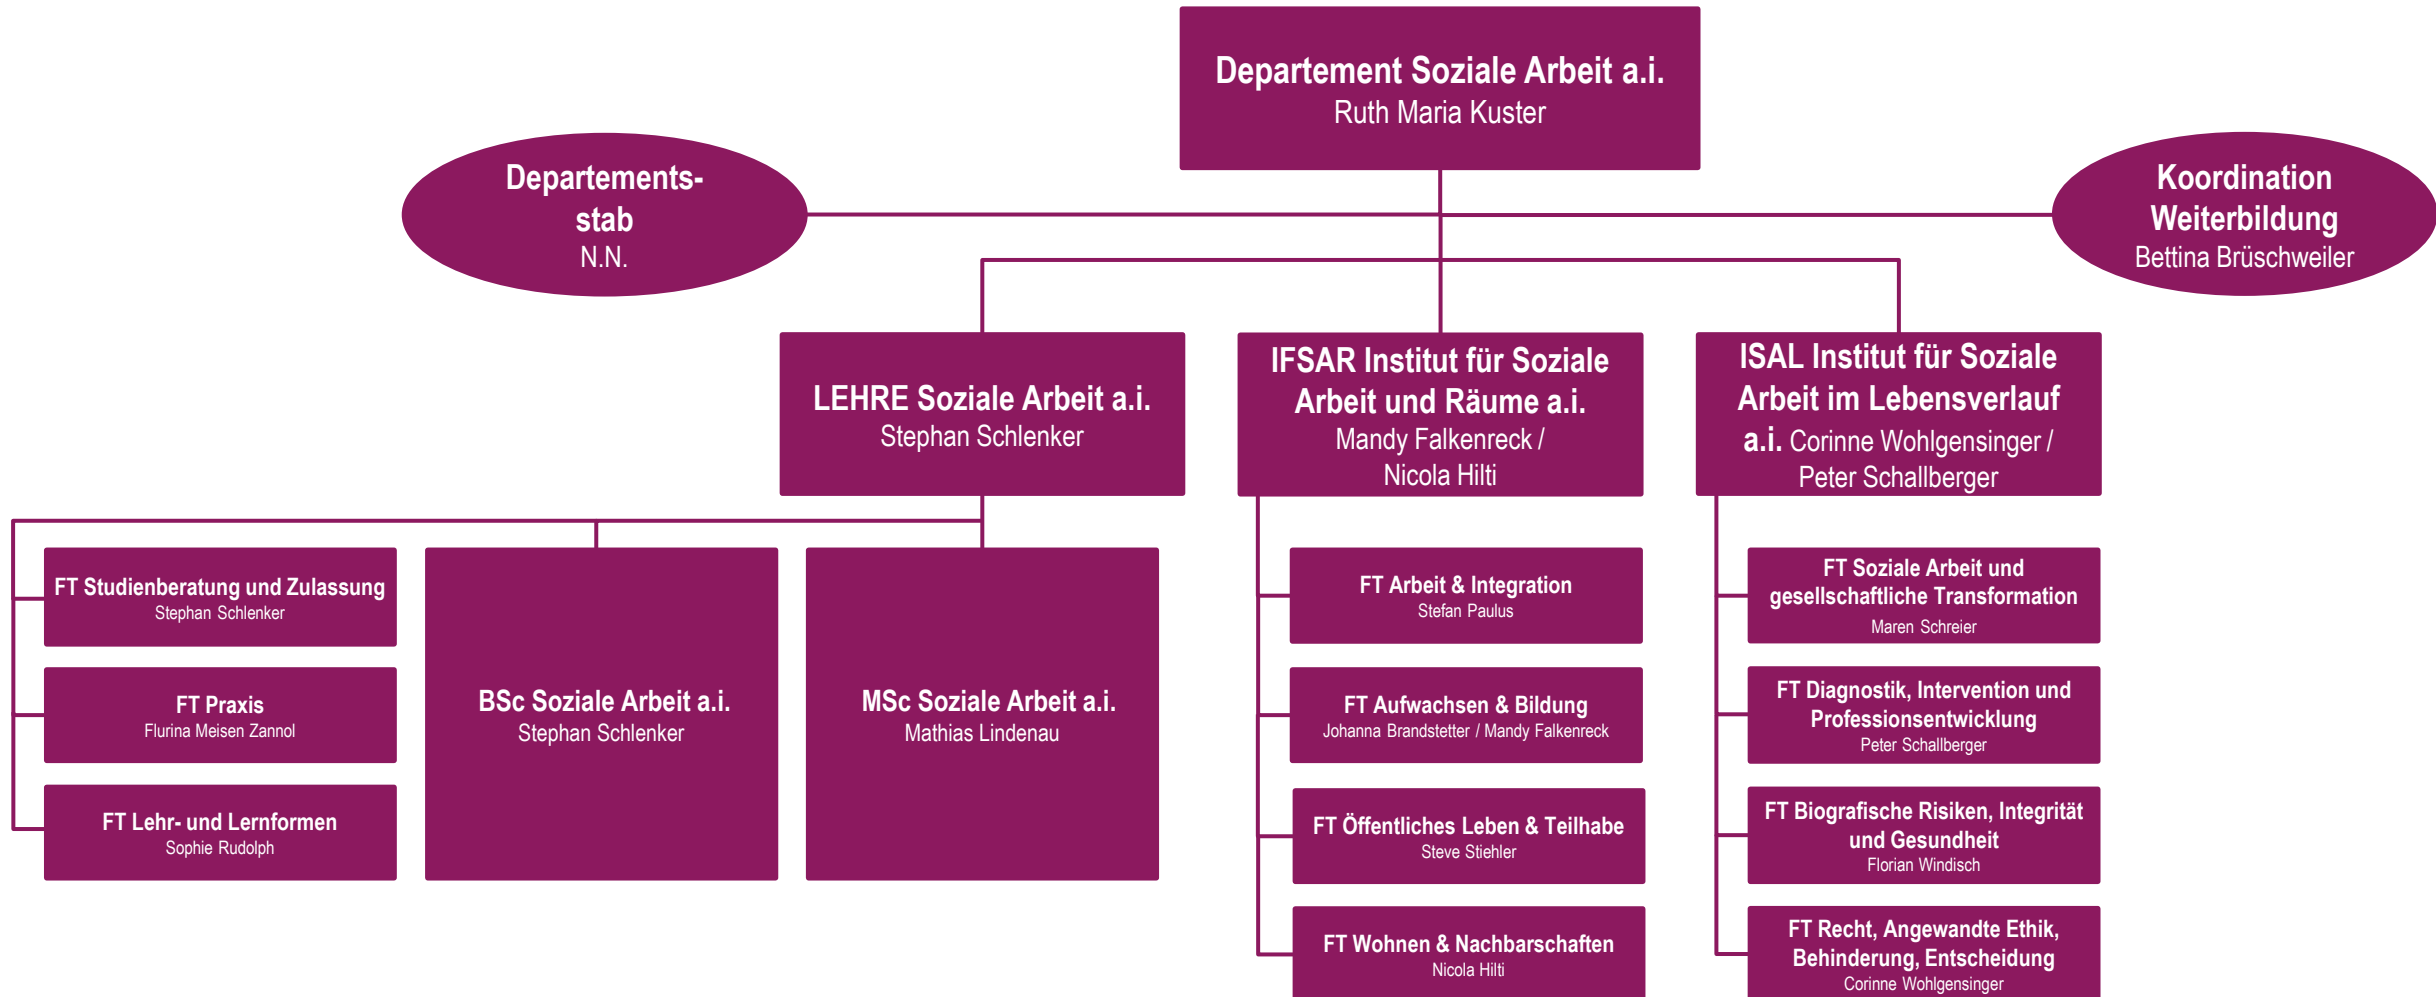 Departement Soziale Arbeit a.i.
Ruth Maria Kuster
Departements-
stab
N.N.
Koordination
Weiterbildung
Bettina Brüschweiler
LEHRE Soziale Arbeit a.i.
Stephan Schlenker
IFSAR Institut für Soziale
Arbeit und Räume a.i.
Mandy Falkenreck /
Nicola Hilti
ISAL Institut für Soziale
Arbeit im Lebensverlauf
a.i. Corinne Wohlgensinger /
Peter Schallberger
FT Studienberatung und Zulassung
Stephan Schlenker
FT Praxis
Flurina Meisen Zannol
FT Lehr- und Lernformen
Sophie Rudolph
BSc Soziale Arbeit a.i.
Stephan Schlenker
MSc Soziale Arbeit a.i.
Mathias Lindenau
FT Arbeit & Integration
Stefan Paulus
FT Aufwachsen & Bildung
Johanna Brandstetter / Mandy Falkenreck
FT Öffentliches Leben & Teilhabe
Steve Stiehler
FT Wohnen & Nachbarschaften
Nicola Hilti
FT Soziale Arbeit und
gesellschaftliche Transformation
Maren Schreier
FT Diagnostik, Intervention und
Professionsentwicklung
Peter Schallberger
FT Biografische Risiken, Integrität
und Gesundheit
Florian Windisch
FT Recht, Angewandte Ethik,
Behinderung, Entscheidung
Corinne Wohlgensinger